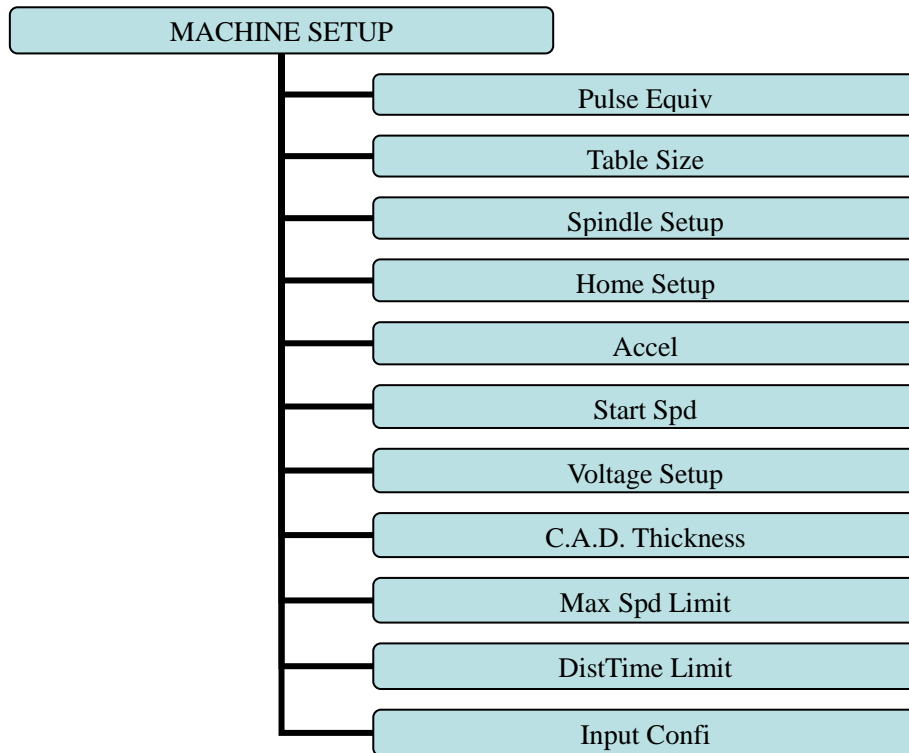 MACHINE SETUP
Pulse Equiv
Table Size
Spindle Setup
Home Setup
Accel
Start Spd
Voltage Setup
C.A.D. Thickness
Max Spd Limit
DistTime Limit
Input Confi